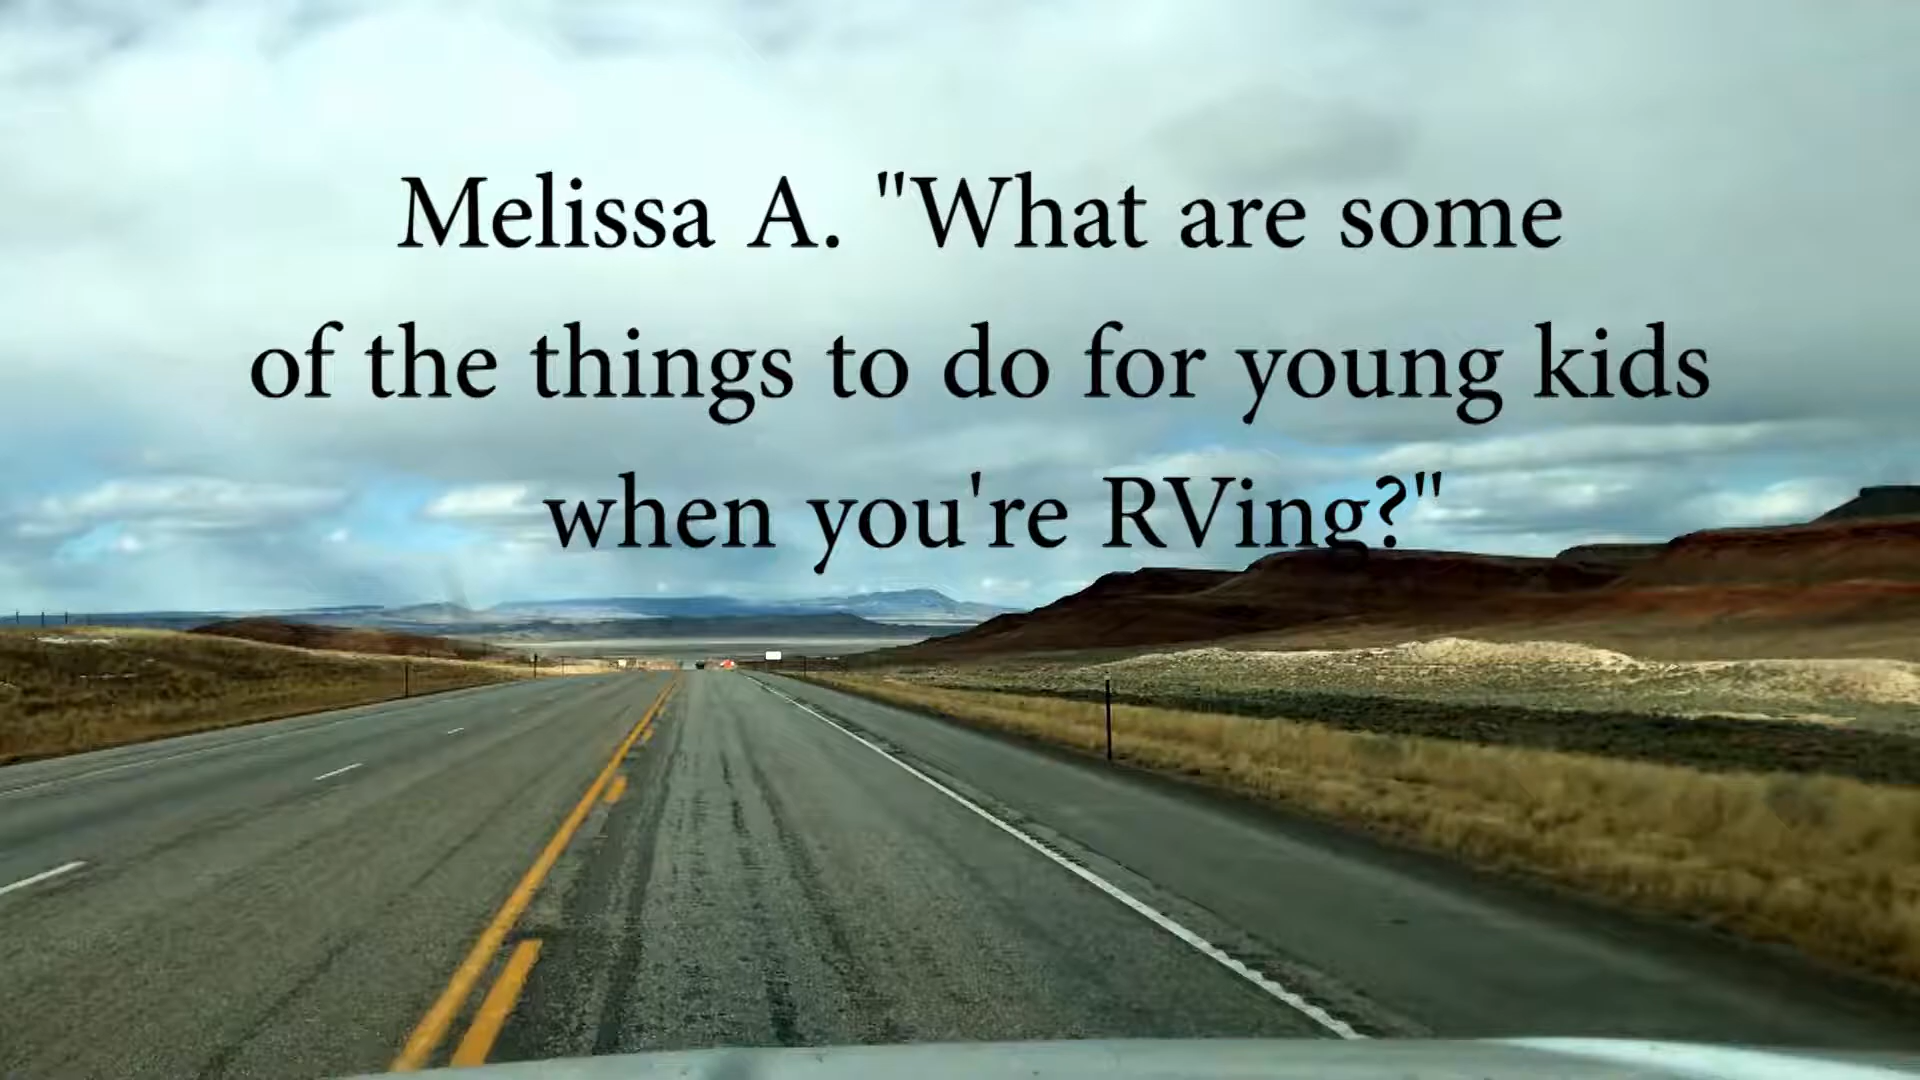 Melissa A. "What are some
of the things to do for young kids
when you're RVing?"